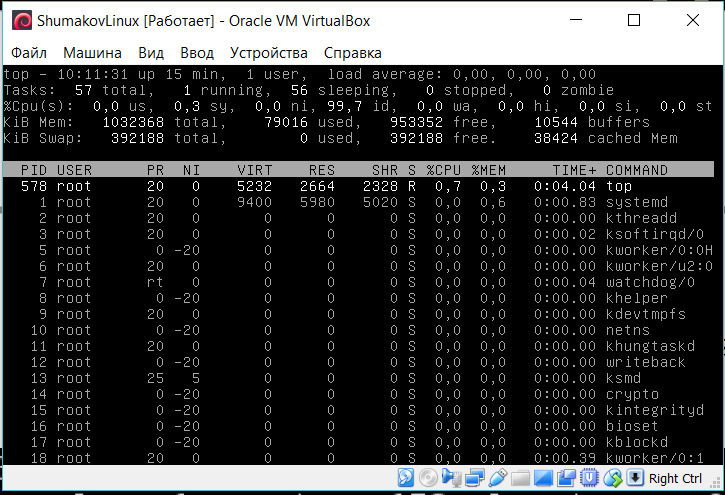 ShumakovLinux [Работает] - Oracle VM VirtualBox
Файл Машина Вид Ввод Устройства Справка
top - 10:11:31 up 15 min, 1 user, load average: 0,00, 0,00, 0,00
Tasks: 57 total, 1 running, 56 sleeping, 0 stopped, 0 zombie
%Cpu(s): 0,0 us, 0,3 sy, 0,0 ni, 99,7 id, 0,0 wa, 0,0 hi, 0,0 si, 0,0 st
KiB Mem: 1032368 total, 79016 used, 953352 free, 10544 buffers
KiB Swap: 392188 total, 0 used, 392188 free. 38424 cached Mem
PID USER PR NI VIRT RES SHR S %CPU %MEM TIME+ COMMAND
578 root 20 0 5232 2664 2328 R 0,7 0,3 0:04.04 top
1 root 20 0 9400 5980 5020 S 0,0 0,6 0:00.83 systemd
2 root 20 0 0 0 0 S 0,0 0,0 0:00.00 kthreadd
3 root 20 0 0 0 0 S 0,0 0,0 0:00.02 ksoftirqd/0
5 root 0 -20 0 0 0 S 0,0 0,0 0:00.00 kworker/0:0H
6 root 20 0 0 0 0 S 0,0 0,0 0:00.00 kworker/u2:0
7 root rt 0 0 0 0 S 0,0 0,0 0:00.04 watchdog/0
8 root 0 -20 0 0 0 S 0,0 0,0 0:00.00 khelper
9 root 20 0 0 0 0 S 0,0 0,0 0:00.00 kdevtmpfs
10 root 0 -20 0 0 0 S 0,0 0,0 0:00.00 netns
11 root 20 0 0 0 0 S 0,0 0,0 0:00.00 khungtaskd
12 root 0 -20 0 0 0 S 0,0 0,0 0:00.00 writeback
13 root 25 5 0 0 0 S 0,0 0,0 0:00.00 ksmd
14 root 0 -20 0 0 0 S 0,0 0,0 0:00.00 crypto
15 root 0 -20 0 0 0 S 0,0 0,0 0:00.00 kintegrityd
16 root 0 -20 0 0 0 S 0,0 0,0 0:00.00 bioset
17 root 0 -20 0 0 0 S 0,0 0,0 0:00.00 kblockd
18 root 20 0 0 0 0 S 0,0 0,0 0:00.39 kworker/0:1
Right Ctrl